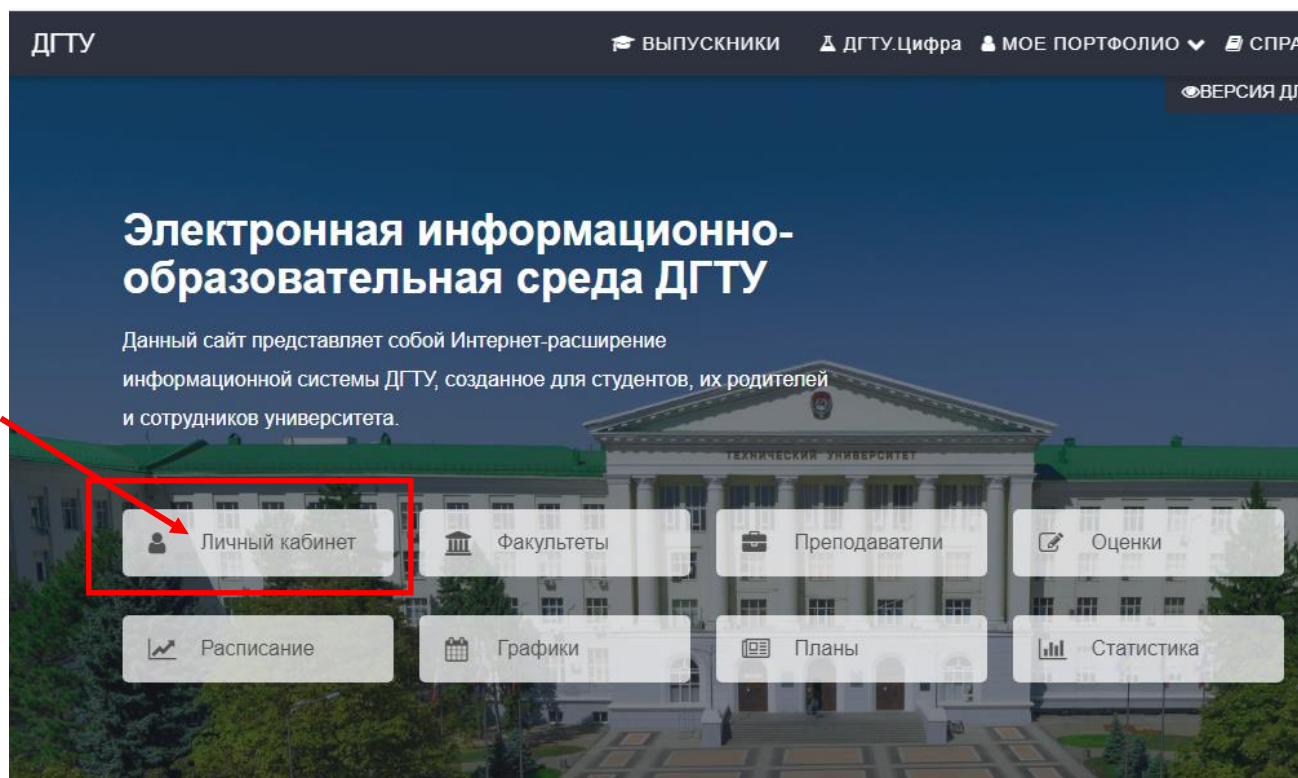 ДГТУ
ВЫПУСКНИКИ ДГТУ.Цифра МОЕ ПОРТФОЛИО
ВЕРСИЯ
Электронная информационно-
образовательная среда ДГТУ
Данный сайт представляет собой Интернет-расширение
информационной системы ДГТУ, созданное для студентов, их родителей
и сотрудников университета.
ТЕХНИЧЕСКИЙ УНИВЕРСИТЕТ
Личный кабинет Факультеты Преподаватели Оценки
Расписание Графики Планы Статистика